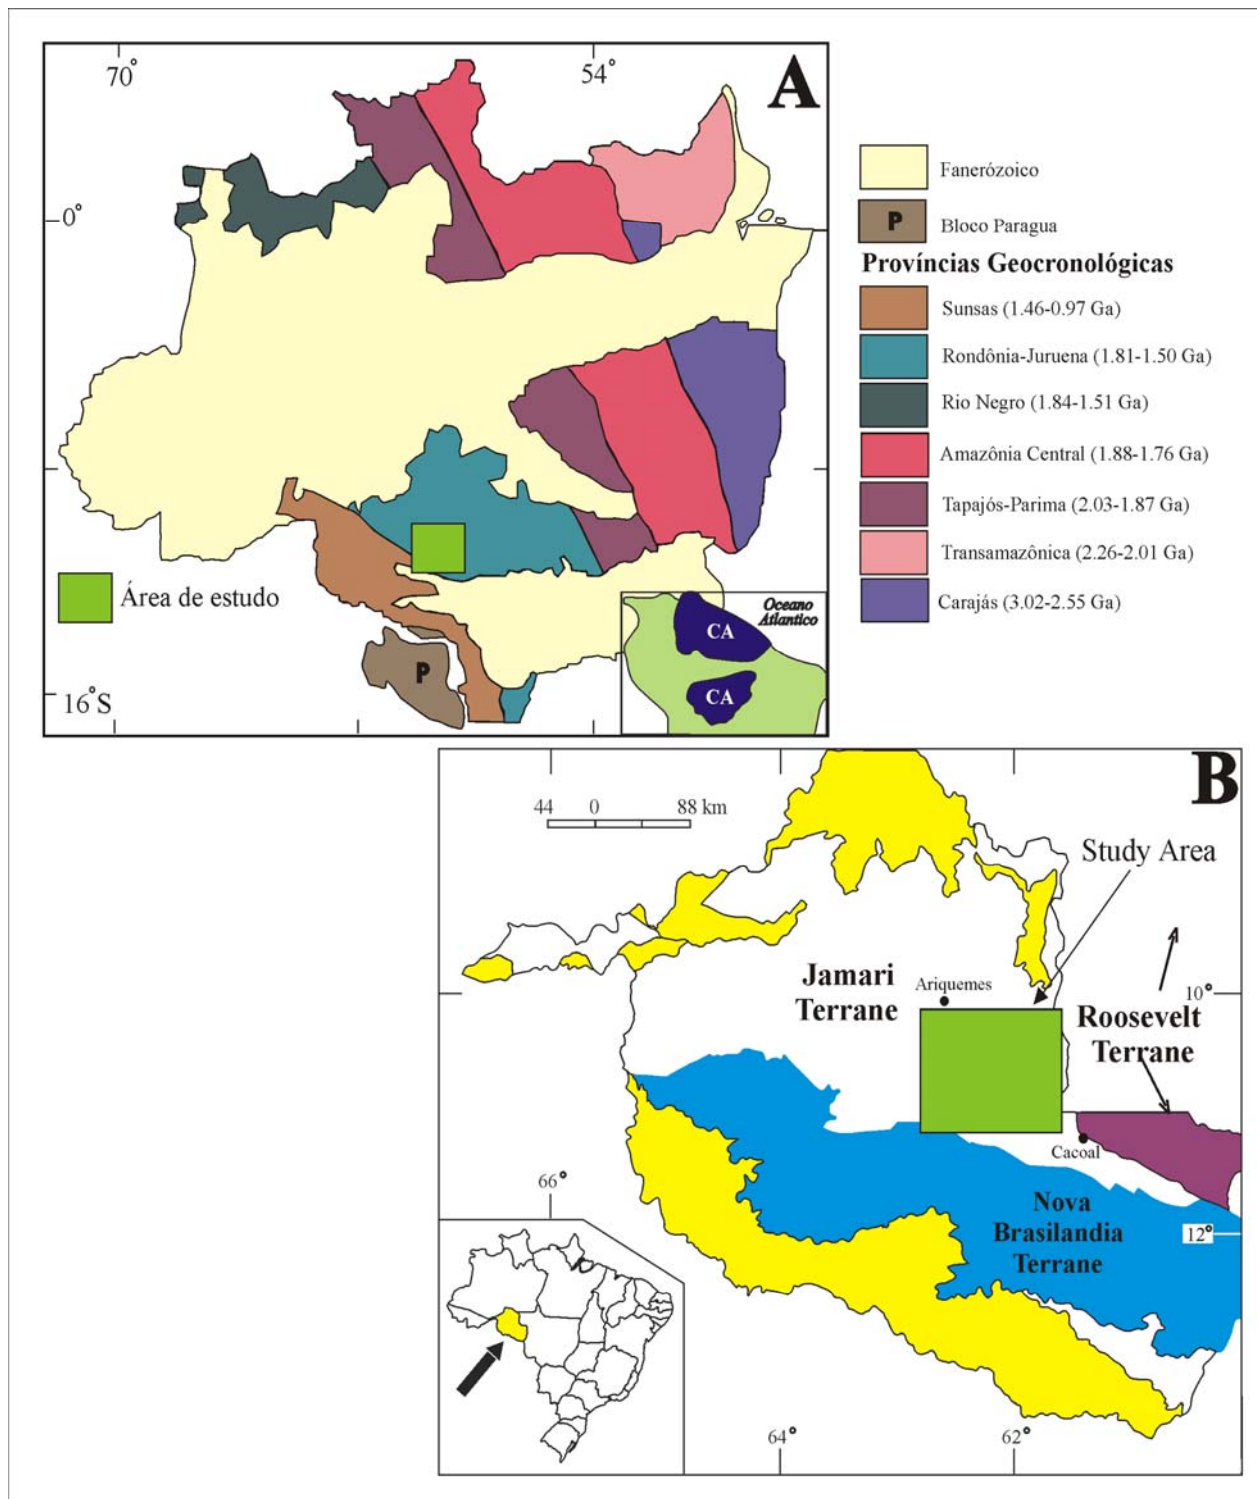 A
70°
54°
0°
16°S
Área de estudo
P
Oceano
Atlantico
CA
CA
Fanerózoico
P
Bloco Paragua
Províncias Geocronológicas
Sunsas (1.46-0.97 Ga)
Rondônia-Juruena (1.81-1.50 Ga)
Rio Negro (1.84-1.51 Ga)
Amazônia Central (1.88-1.76 Ga)
Tapajós-Parima (2.03-1.87 Ga)
Transamazônica (2.26-2.01 Ga)
Carajás (3.02-2.55 Ga)
B
44 0 88 km
Study Area
Jamari
Terrane
Ariquemes
10°
Roosevelt
Terrane
Cacoal
Nova
Brasilandia
Terrane
12°
66°
64°
62°